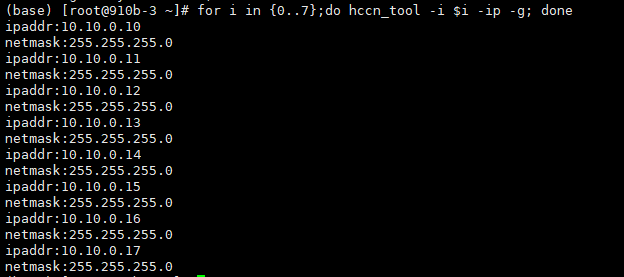 (base) [root@910b-3 ~]# for i in {0..7};do hccn_tool -i $i -ip -g; done
ipaddr:10.10.0.10
netmask:255.255.255.0
ipaddr:10.10.0.11
netmask:255.255.255.0
ipaddr:10.10.0.12
netmask:255.255.255.0
ipaddr:10.10.0.13
netmask:255.255.255.0
ipaddr:10.10.0.14
netmask:255.255.255.0
ipaddr:10.10.0.15
netmask:255.255.255.0
ipaddr:10.10.0.16
netmask:255.255.255.0
ipaddr:10.10.0.17
netmask:255.255.255.0